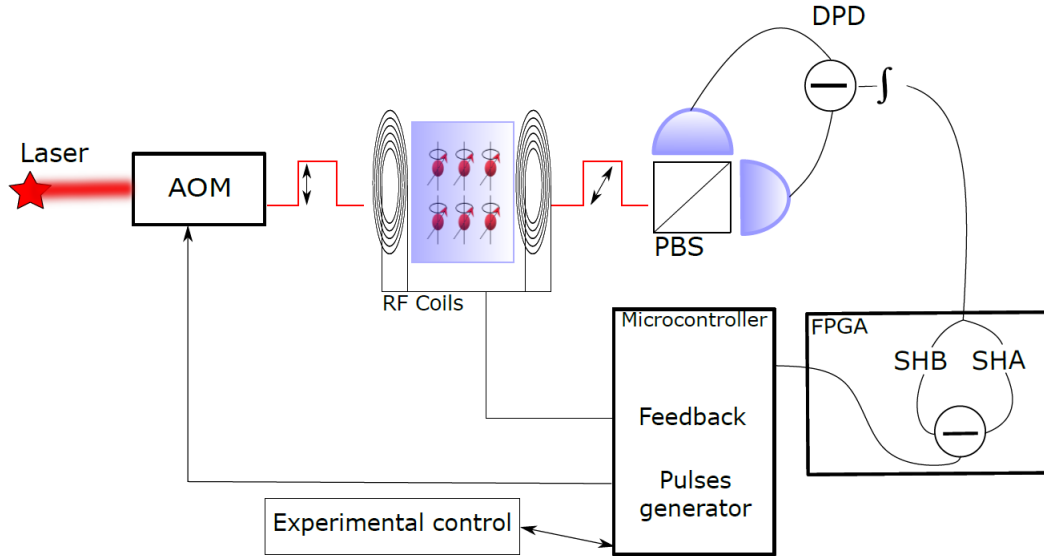 DPD
Laser
AOM
∫
PBS
RF Coils
Microcontroller
FPGA
SHB
SHA
Feedback
Pulses
generator
Experimental control